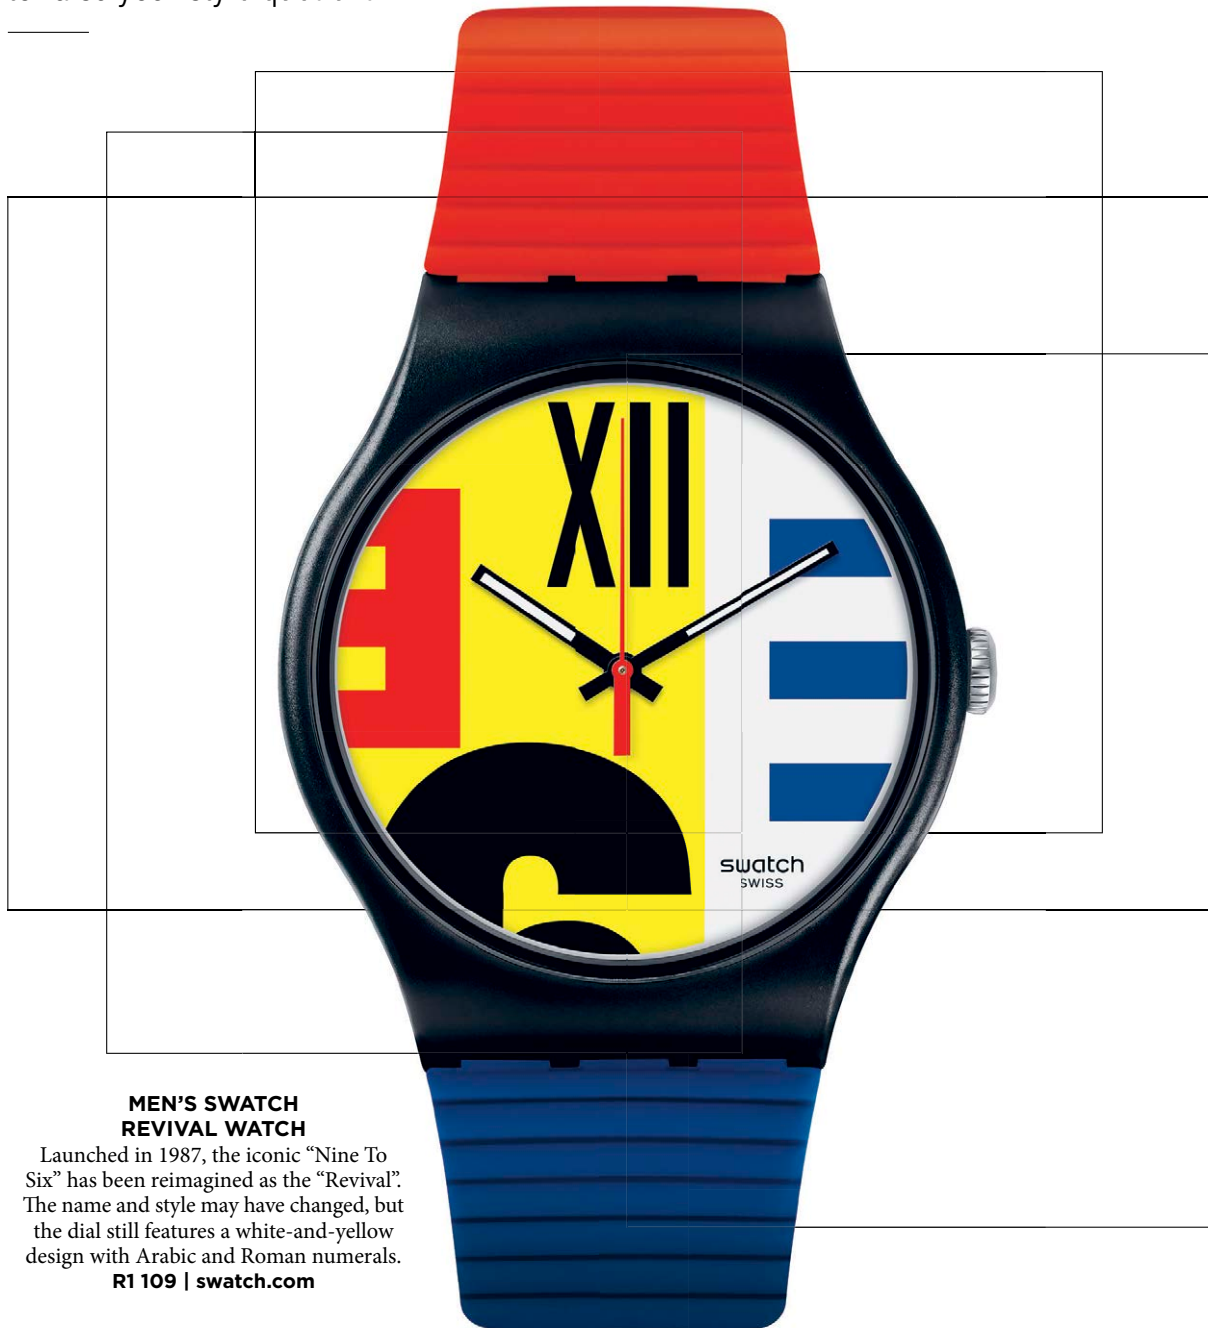 XII
swatch
SWISS
MEN’S SWATCH
REVIVAL WATCH
Launched in 1987, the iconic “Nine To
Six” has been reimagined as the “Revival”.
The name and style may have changed, but
the dial still features a white-and-yellow
design with Arabic and Roman numerals.
R1 109 | swatch.com